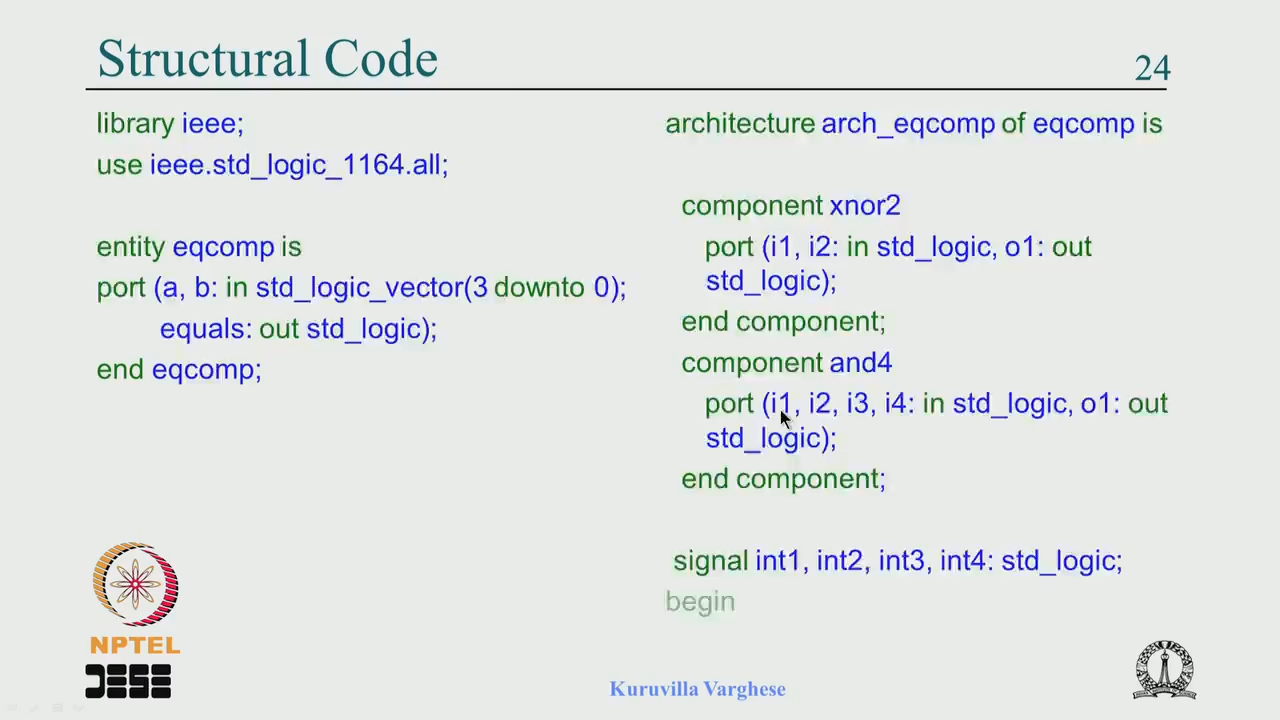 Structural Code
24
library ieee;
use ieee.std_logic_1164.all;
entity eqcomp is
port (a, b: in std_logic_vector(3 downto 0);
equals: out std_logic);
end eqcomp;
architecture arch_eqcomp of eqcomp is
component xnor2
port (i1, i2: in std_logic, o1: out
std_logic);
end component;
component and4
port (i1, i2, i3, i4: in std_logic, o1: out
std_logic);
end component;
signal int1, int2, int3, int4: std_logic;
begin
NPTEL
DESE
Kuruvilla Varghese